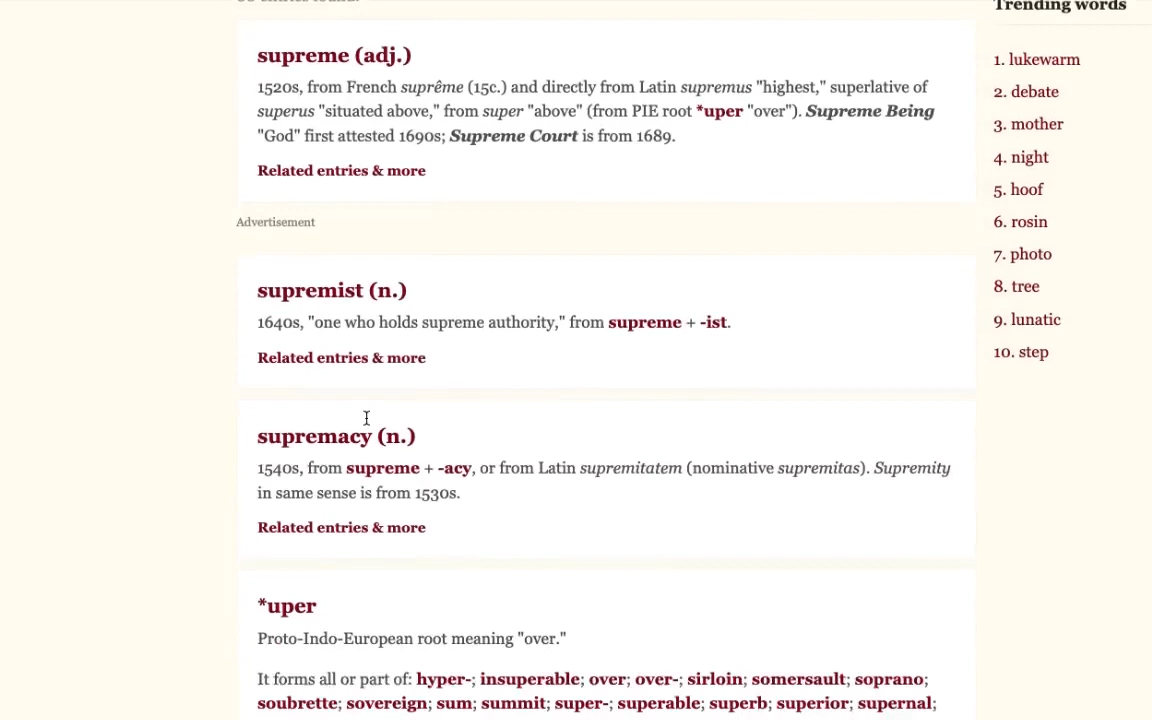 supreme (adj.)
1520s, from French suprême (15c.) and directly from Latin supremus "highest," superlative of
superus "situated above," from super "above" (from PIE root *uper "over"). Supreme Being
"God" first attested 1690s; Supreme Court is from 1689.
Related entries & more
Advertisement
supremist (n.)
1640s, "one who holds supreme authority," from supreme + -ist.
Related entries & more
supremacy (n.)
1540s, from supreme + -acy, or from Latin supremitatem (nominative supremitas). Supremity
in same sense is from 1530s.
Related entries & more
*uper
Proto-Indo-European root meaning "over."
It forms all or part of: hyper-; insuperable; over; over-; sirloin; somersault; soprano;
soubrette; sovereign; sum; summit; super-; superable; superb; superior; supernal;
Trending words
1. lukewarm
2. debate
3. mother
4. night
5. hoof
6. rosin
7. photo
8. tree
9. lunatic
10. step